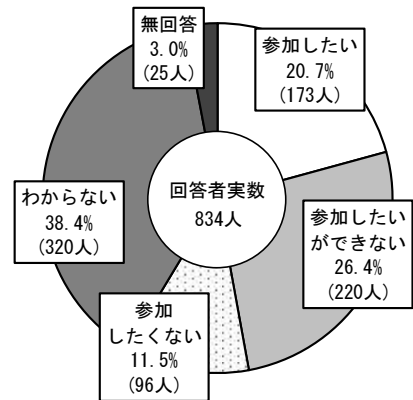 無回答
3.0%
(25人)
参加したい
20.7%
(173人)
回答者実数
834人
わからない
38.4%
(320人)
参加したい
ができない
26.4%
(220人)
参加
したくない
11.5%
(96人)